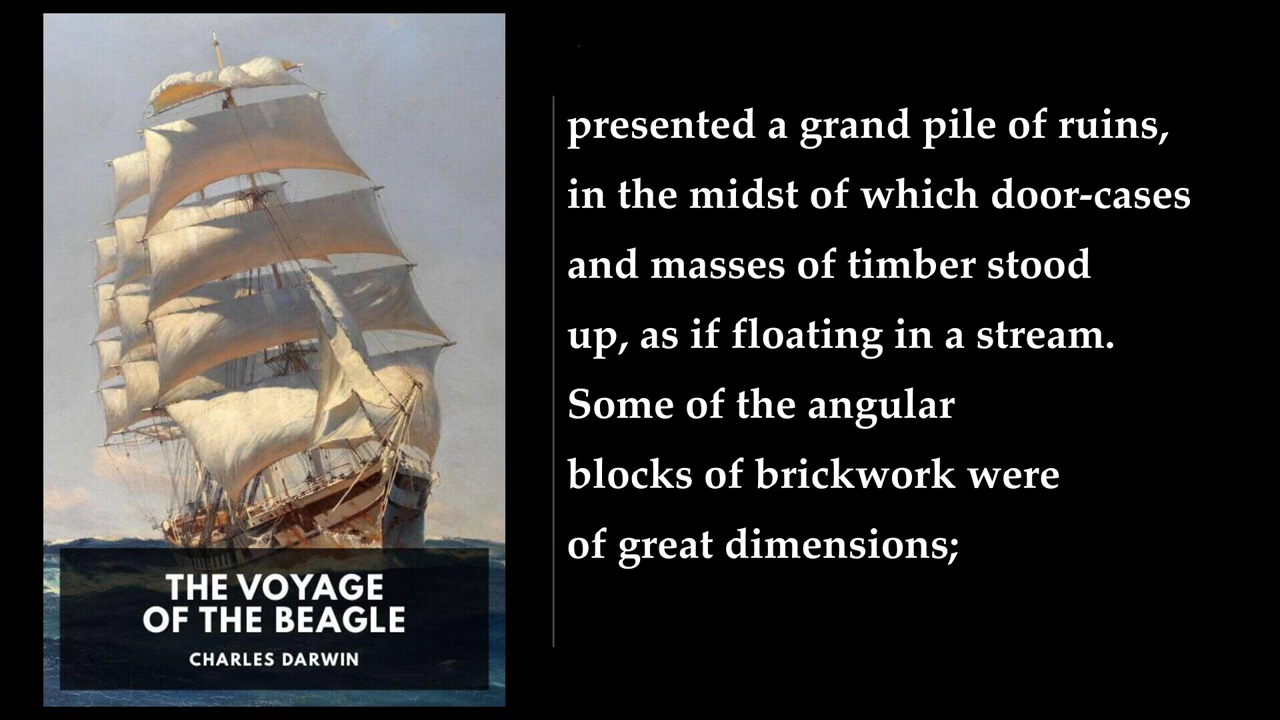 THE VOYAGE
OF THE BEAGLE
CHARLES DARWIN
presented a grand pile of ruins,
in the midst of which door-cases
and masses of timber stood
up, as if floating in a stream.
Some of the angular
blocks of brickwork were
of great dimensions;